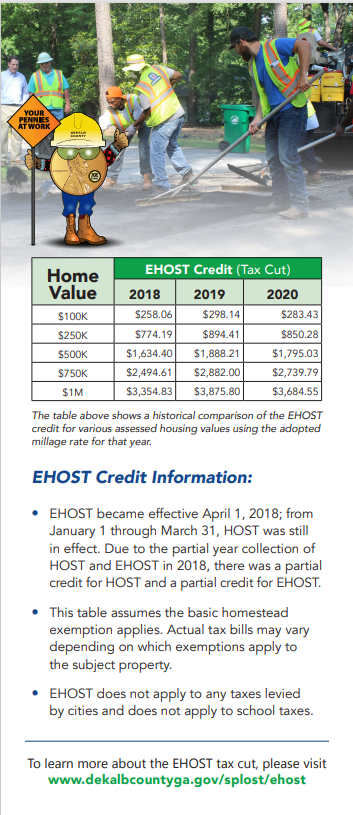 YOUR
PENNIES
AT WORK
DEKALB
COUNTY
Home
Value
EHOST Credit (Tax Cut)
2018 2019 2020
$100K $258.06 $298.14 $283.43
$250K $774.19 $894.41 $850.28
$500K $1,634.40 $1,888.21 $1,795.03
$750K $2,494.61 $2,882.00 $2,739.79
$1M $3,354.83 $3,875.80 $3,684.55
The table above shows a historical comparison of the EHOST
credit for various assessed housing values using the adopted
millage rate for that year.
EHOST Credit Information:
• EHOST became effective April 1, 2018; from
January 1 through March 31, HOST was still
in effect. Due to the partial year collection of
HOST and EHOST in 2018, there was a partial
credit for HOST and a partial credit for EHOST.
• This table assumes the basic homestead
exemption applies. Actual tax bills may vary
depending on which exemptions apply to
the subject property.
• EHOST does not apply to any taxes levied
by cities and does not apply to school taxes.
To learn more about the EHOST tax cut, please visit
www.dekalbcountyga.gov/splost/ehost